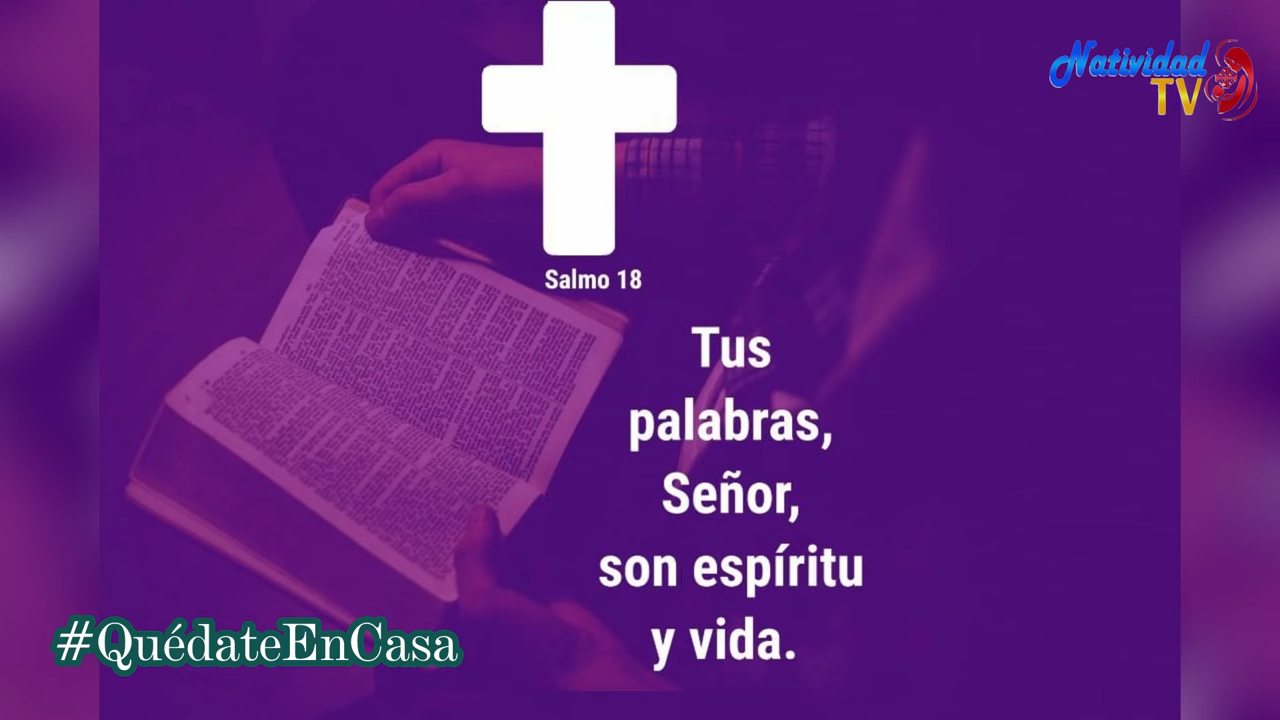 Natividad
TV
Salmo 18
Tus
palabras,
Señor,
son espíritu
y vida.
#QuédateEnCasa